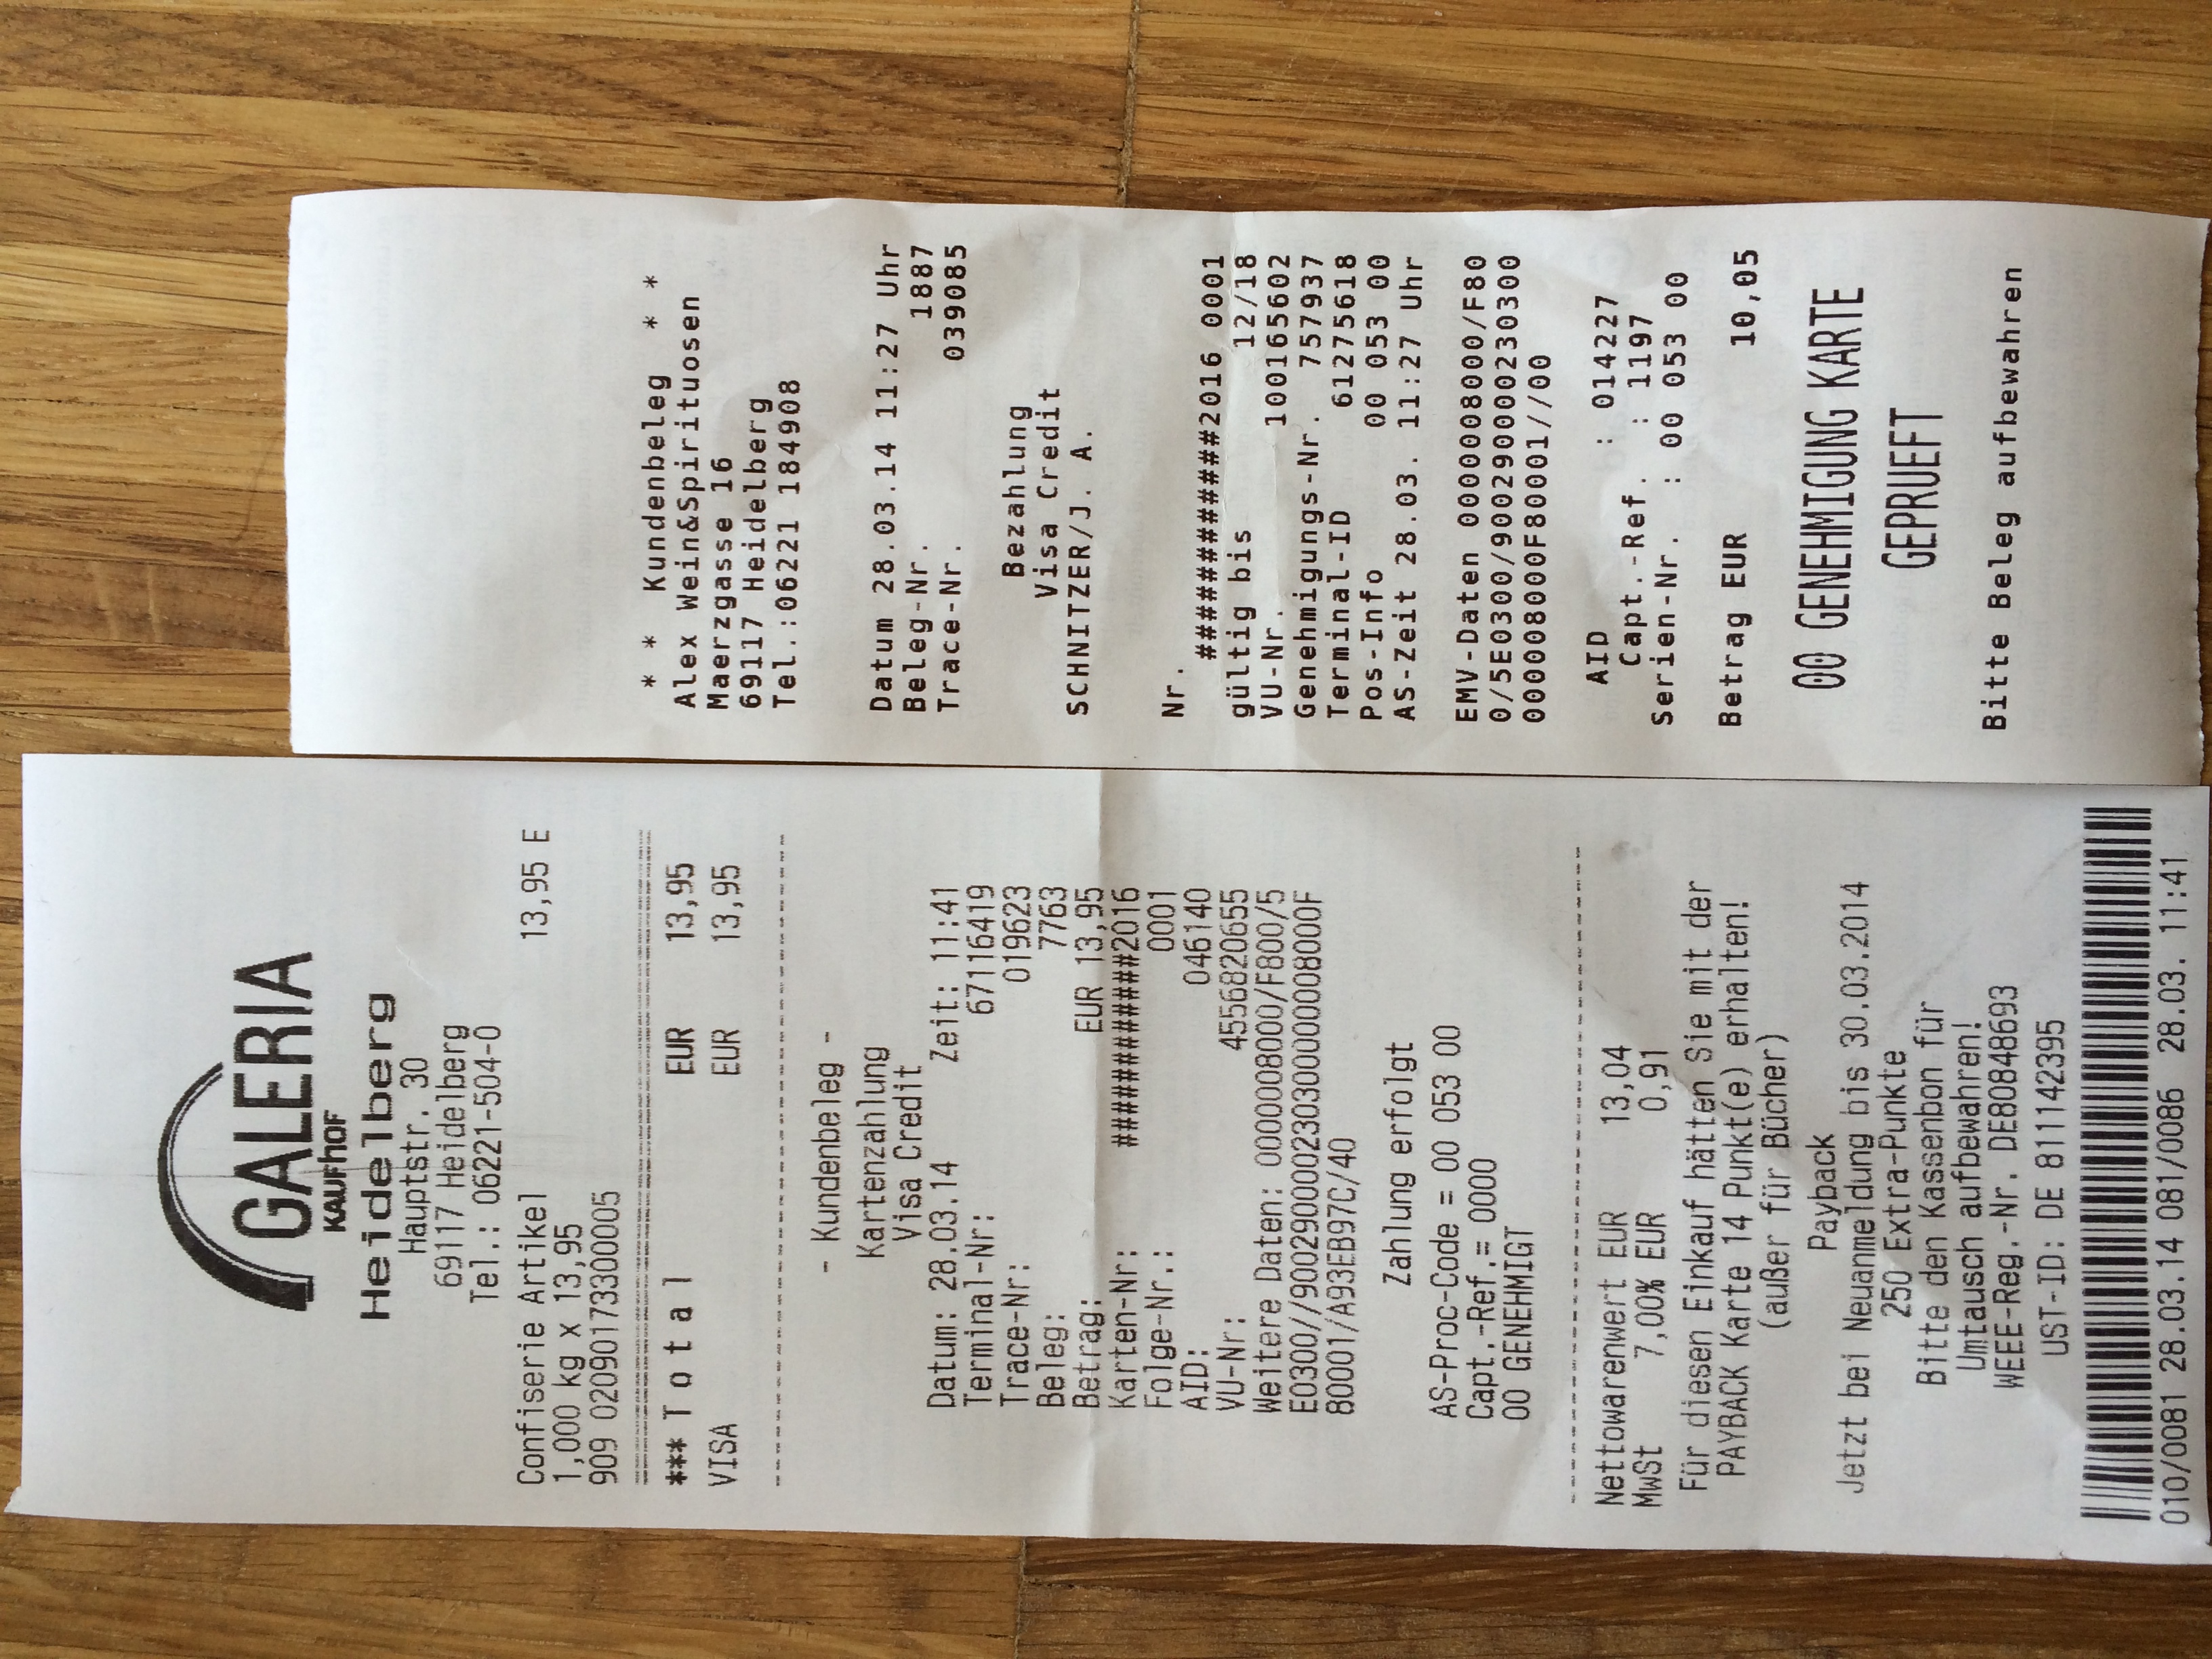 GALERIA
KAUFHOF
Heidelberg
Hauptstr. 30
69117 Heidelberg
Tel.: 06221-504-0
Confiserie Artikel 13,95 E
1,000 kg x 13,95
909 0209017330005
*** Total EUR 13,95
VISA EUR 13,95
- Kundenbeleg -
Kartenzahlung
Visa Credit
Datum: 28.03.14 Zeit: 11:41
Terminal-Nr: 67116419
Trace-Nr: 019623
Beleg: 7763
Betrag: EUR 13,95
Karten-Nr: ############2016
Folge-Nr.: 0001
AID: 046140
VU-Nr: 4556820655
Weitere Daten: 0000008000/F800/5
E0300//9002900002303000000008000F
80001/A93EB97C/40
Zahlung erfolgt
AS-Proc-Code = 00 053 00
Capt.-Ref.= 0000
00 GENEHMIGT
Nettowarenwert EUR 13,04
MwSt 7,00% EUR 0,91
Für diesen Einkauf hätten Sie mit der
PAYBACK Karte 14 Punkt(e) erhalten!
(außer für Bücher)
Payback
Jetzt bei Neuanmeldung bis 30.03.2014
250 Extra-Punkte
Bitte den Kassenbon für
Umtausch aufbewahren!
WEEE-Reg.-Nr. DE80848693
UST-ID: DE 811142395
010/0081 28.03.14 081/0086 28.03. 11:41
* * Kundenbeleg * *
Alex Wein&Spirituosen
Maerzgasse 16
69117 Heidelberg
Tel.:06221 184908
Datum 28.03.14 11:27 Uhr
Beleg-Nr. 1887
Trace-Nr. 039085
Bezahlung
Visa Credit
SCHNITZER/J. A.
Nr.
############2016 0001
gültig bis 12/18
VU-Nr. 100165602
Genehmigungs-Nr. 757937
Terminal-ID 61275618
Pos-Info 00 053 00
AS-Zeit 28.03. 11:27 Uhr
EMV-Daten 0000008000/F80
0/5E0300/9002900002303​00
000008000F80001//00
AID : 014227
Capt.-Ref. : 1197
Serien-Nr. : 00 053 00
Betrag EUR 10,05
00 GENEHMIGUNG KARTE
GEPRUEFT
Bitte Beleg aufbewahren